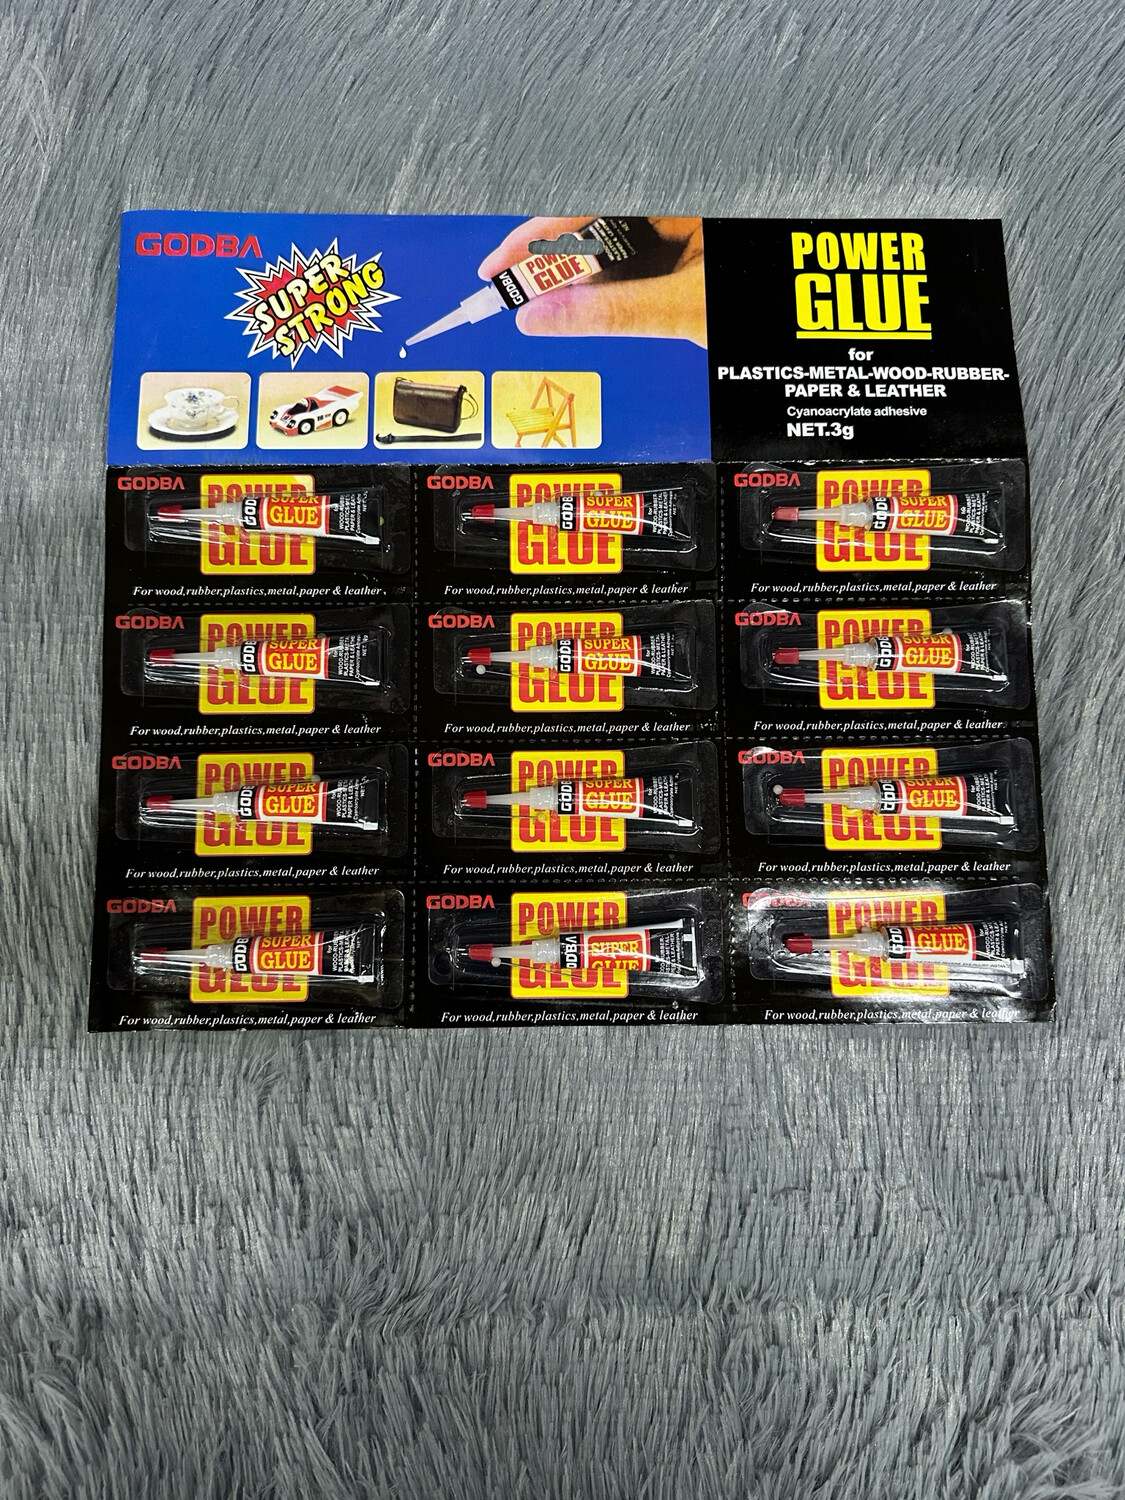 GODBA
SUPER
STRONG
POWER
GLUE
GODBA
POWER
GLUE
for
PLASTICS-METAL-WOOD-RUBBER-
PAPER & LEATHER
Cyanoacrylate adhesive
NET.3g
GODBA
POWER
GLUE
SUPER
GLUE
For wood,rubber,plastics,metal,paper & leather
GODBA
POWER
GLUE
GODBA
SUPER
GLUE
For wood,rubber,plastics,metal,paper & leather
GODBA
POWER
GLUE
SUPER
GLUE
For wood,rubber,plastics,metal,paper & leather
GODBA
POWER
GLUE
SUPER
GLUE
For wood,rubber,plastics,metal,paper & leather
GODBA
POWER
GLUE
SUPER
GLUE
For wood,rubber,plastics,metal,paper & leather
GODBA
POWER
GLUE
SUPER
GLUE
For wood,rubber,plastics,metal,paper & leather
GODBA
POWER
GLUE
SUPER
GLUE
For wood,rubber,plastics,metal,paper & leather
GODBA
POWER
GLUE
SUPER
GLUE
For wood,rubber,plastics,metal,paper & leather
GODBA
POWER
GLUE
SUPER
GLUE
For wood,rubber,plastics,metal,paper & leather
GODBA
POWER
GLUE
SUPER
GLUE
For wood,rubber,plastics,metal,paper & leather
GODBA
POWER
GLUE
GODBA
SUPER
GLUE
For wood,rubber,plastics,metal,paper & leather
POWER
GLUE
SUPER
GLUE
For wood,rubber,plastics,metal,paper & leather